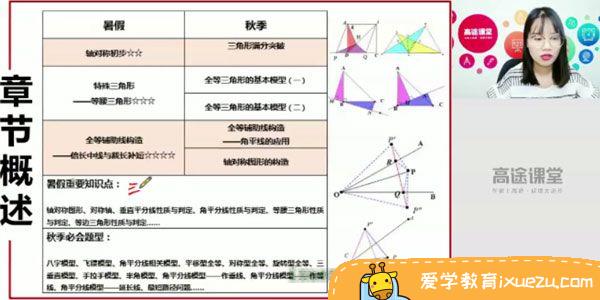 章节概述
暑假
秋季
轴对称初步☆☆
三角形满分突破
特殊三角形
——等腰三角形☆☆☆
全等三角形的基本模型(一)
全等三角形的基本模型(二)
全等辅助线构造
——倍长中线与截长补短☆☆☆☆
全等辅助线构造
——角平线的应用
轴对称图形的构造
暑假重要知识点:
轴对称图形、对称轴、垂直平分线性质与判定、角平分线性质与判定、等腰三角形性质
与判定、等边三角形性质与判定……
秋季必会题型:
八字模型、飞镖模型、角平分线相关模型、平移型全等、对称型全等、旋转型全等、三
垂直模型、手拉手模型、半角模型、角平分线模型——作垂线、角平分线模型——作等
线、角平分线模型——延长线、最短路径问题……
A
D
P
B
C
P'
A
R
P
O
Q
B
P''
高途课堂
高途课堂
爱学教育ixuezu.com